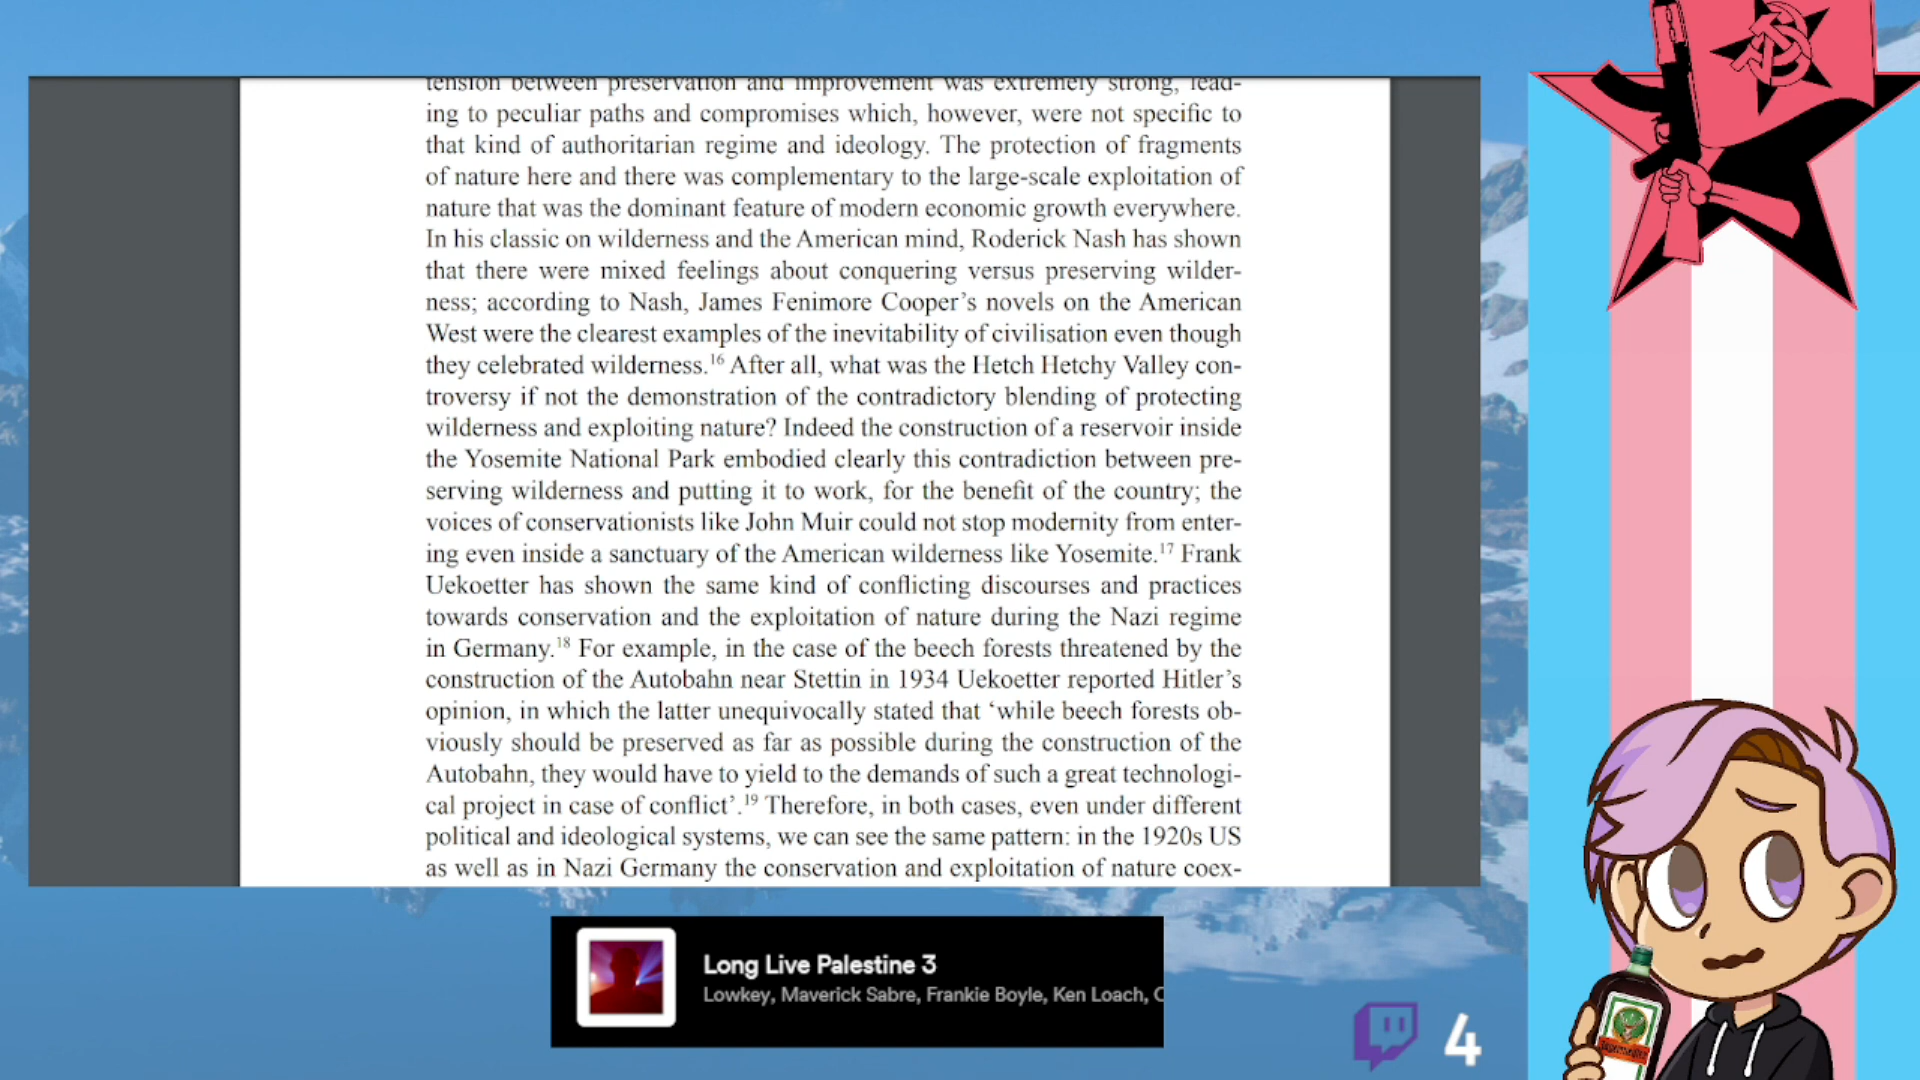 tension between preservation and improvement was extremely strong, lead-
ing to peculiar paths and compromises which, however, were not specific to
that kind of authoritarian regime and ideology. The protection of fragments
of nature here and there was complementary to the large-scale exploitation of
nature that was the dominant feature of modern economic growth everywhere.
In his classic on wilderness and the American mind, Roderick Nash has shown
that there were mixed feelings about conquering versus preserving wilder-
ness; according to Nash, James Fenimore Cooper’s novels on the American
West were the clearest examples of the inevitability of civilisation even though
they celebrated wilderness.16 After all, what was the Hetch Hetchy Valley con-
troversy if not the demonstration of the contradictory blending of protecting
wilderness and exploiting nature? Indeed the construction of a reservoir inside
the Yosemite National Park embodied clearly this contradiction between pre-
serving wilderness and putting it to work, for the benefit of the country; the
voices of conservationists like John Muir could not stop modernity from enter-
ing even inside a sanctuary of the American wilderness like Yosemite.17 Frank
Uekoetter has shown the same kind of conflicting discourses and practices
towards conservation and the exploitation of nature during the Nazi regime
in Germany.18 For example, in the case of the beech forests threatened by the
construction of the Autobahn near Stettin in 1934 Uekoetter reported Hitler’s
opinion, in which the latter unequivocally stated that ‘while beech forests ob-
viously should be preserved as far as possible during the construction of the
Autobahn, they would have to yield to the demands of such a great technologi-
cal project in case of conflict’.19 Therefore, in both cases, even under different
political and ideological systems, we can see the same pattern: in the 1920s US
as well as in Nazi Germany the conservation and exploitation of nature coex-
Long Live Palestine 3
Lowkey, Maverick Sabre, Frankie Boyle, Ken Loach,
4